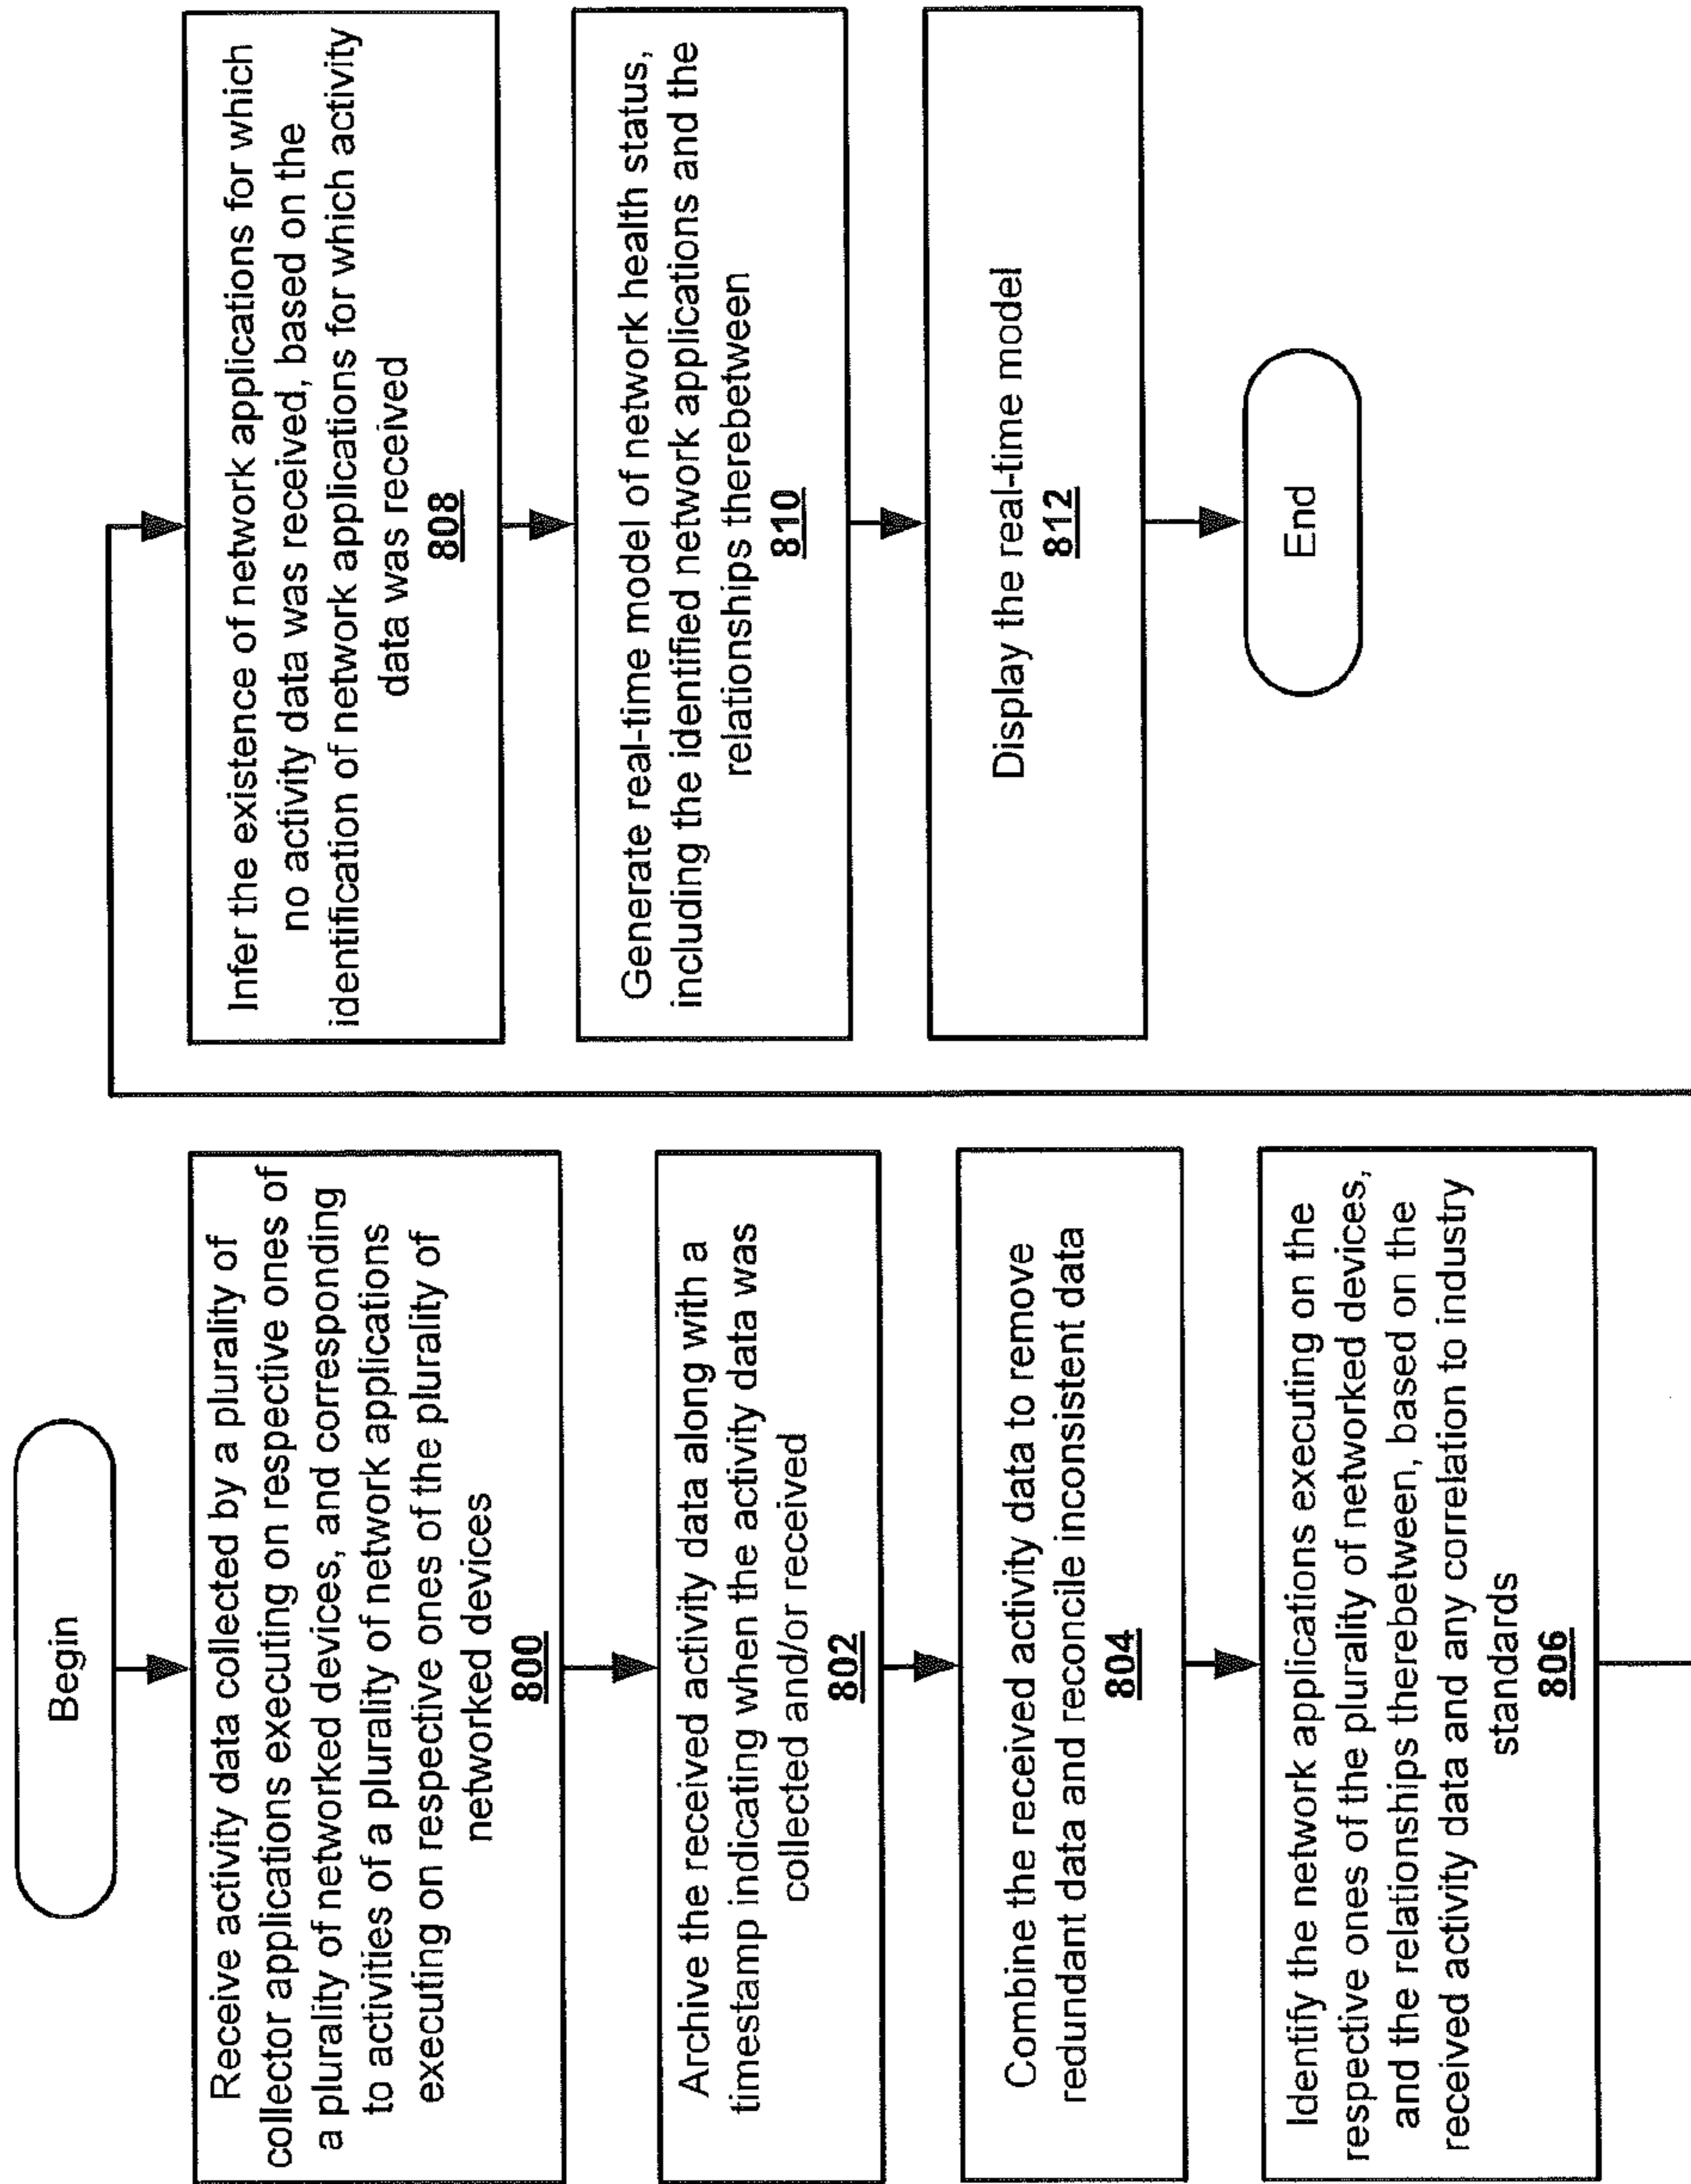 Begin
Receive activity data collected by a plurality of
collector applications executing on respective ones of
a plurality of networked devices, and corresponding
to activities of a plurality of network applications
executing on respective ones of the plurality of
networked devices
800
Archive the received activity data along with a
timestamp indicating when the activity data was
collected and/or received
802
Combine the received activity data to remove
redundant data and reconcile inconsistent data
804
Identify the network applications executing on the
respective ones of the plurality of networked devices,
and the relationships therebetween, based on the
received activity data and any correlation to industry
standards
806
Infer the existence of network applications for which
no activity data was received, based on the
identification of network applications for which activity
data was received
808
Generate real-time model of network health status,
including the identified network applications and the
relationships therebetween
810
Display the real-time model
812
End